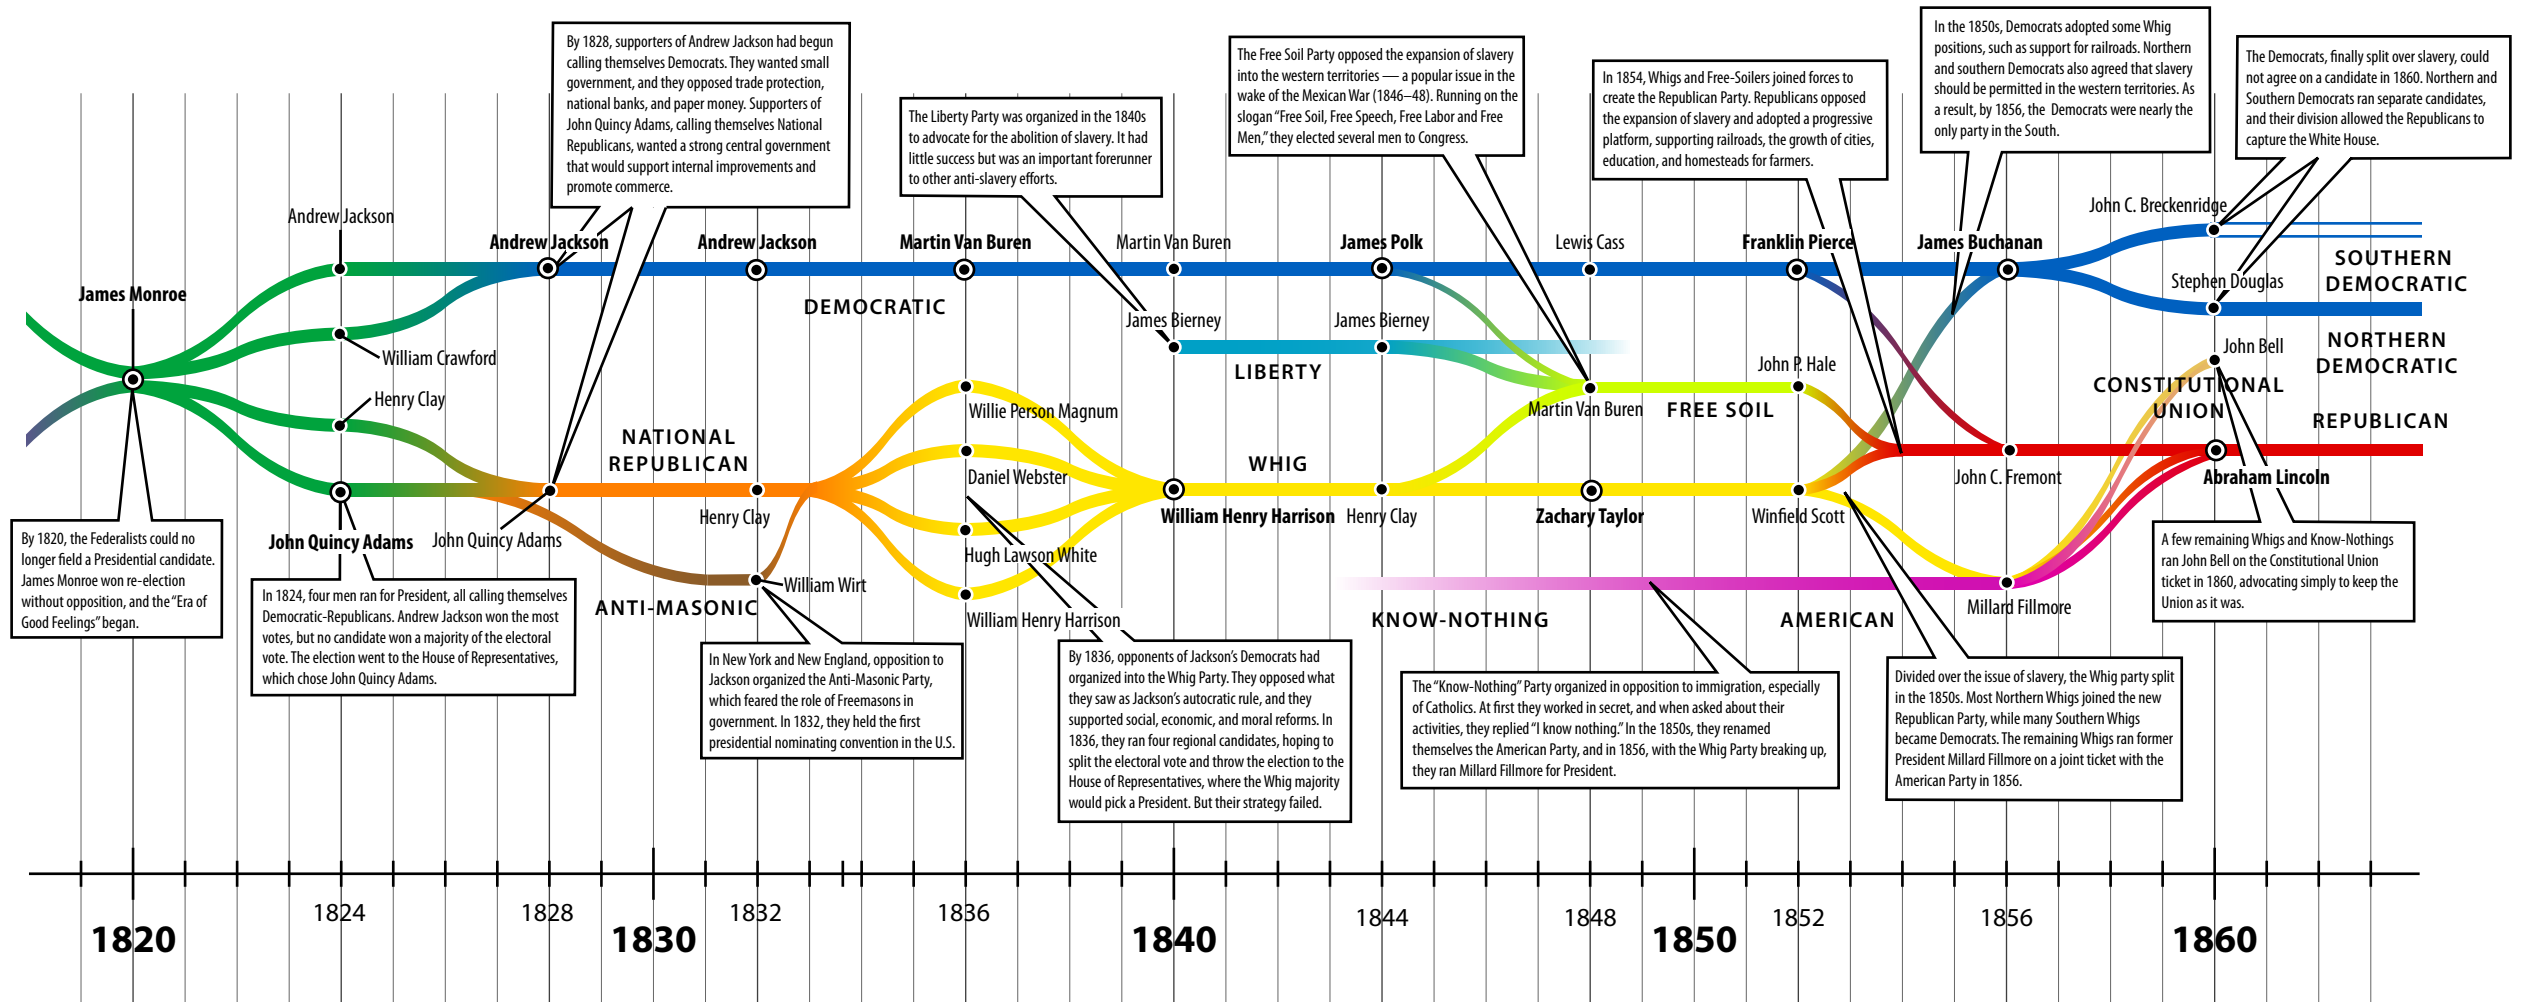 By 1828, supporters of Andrew Jackson had begun
calling themselves Democrats. They wanted small
government, and they opposed trade protection,
national banks, and paper money. Supporters of
John Quincy Adams, calling themselves National
Republicans, wanted a strong central government
that would support internal improvements and
promote commerce.
The Liberty Party was organized in the 1840s
to advocate for the abolition of slavery. It had
little success but was an important forerunner
to other anti-slavery efforts.
The Free Soil Party opposed the expansion of slavery
into the western territories — a popular issue in the
wake of the Mexican War (1846–48). Running on the
slogan “Free Soil, Free Speech, Free Labor and Free
Men,” they elected several men to Congress.
In 1854, Whigs and Free-Soilers joined forces to
create the Republican Party. Republicans opposed
the expansion of slavery and adopted a progressive
platform, supporting railroads, the growth of cities,
education, and homesteads for farmers.
In the 1850s, Democrats adopted some Whig
positions, such as support for railroads. Northern
and southern Democrats also agreed that slavery
should be permitted in the western territories. As
a result, by 1856, the Democrats were nearly the
only party in the South.
The Democrats, finally split over slavery, could
not agree on a candidate in 1860. Northern and
Southern Democrats ran separate candidates,
and their division allowed the Republicans to
capture the White House.
James Monroe
Andrew Jackson
William Crawford
Henry Clay
John Quincy Adams
Andrew Jackson
John Quincy Adams
Andrew Jackson
Henry Clay
William Wirt
Martin Van Buren
Willie Person Magnum
Daniel Webster
Hugh Lawson White
William Henry Harrison
Martin Van Buren
James Bierney
William Henry Harrison
James Polk
James Bierney
Henry Clay
Lewis Cass
Martin Van Buren
Zachary Taylor
Franklin Pierce
John P. Hale
Winfield Scott
James Buchanan
John C. Fremont
Millard Fillmore
John C. Breckenridge
Stephen Douglas
John Bell
Abraham Lincoln
DEMOCRATIC
NATIONAL
REPUBLICAN
ANTI-MASONIC
LIBERTY
WHIG
FREE SOIL
KNOW-NOTHING
AMERICAN
SOUTHERN
DEMOCRATIC
NORTHERN
DEMOCRATIC
CONSTITUTIONAL
UNION
REPUBLICAN
By 1820, the Federalists could no
longer field a Presidential candidate.
James Monroe won re-election
without opposition, and the “Era of
Good Feelings” began.
In 1824, four men ran for President, all calling themselves
Democratic-Republicans. Andrew Jackson won the most
votes, but no candidate won a majority of the electoral
vote. The election went to the House of Representatives,
which chose John Quincy Adams.
In New York and New England, opposition to
Jackson organized the Anti-Masonic Party,
which feared the role of Freemasons in
government. In 1832, they held the first
presidential nominating convention in the U.S.
By 1836, opponents of Jackson’s Democrats had
organized into the Whig Party. They opposed what
they saw as Jackson’s autocratic rule, and they
supported social, economic, and moral reforms. In
1836, they ran four regional candidates, hoping to
split the electoral vote and throw the election to the
House of Representatives, where the Whig majority
would pick a President. But their strategy failed.
The “Know-Nothing” Party organized in opposition to immigration, especially
of Catholics. At first they worked in secret, and when asked about their
activities, they replied “I know nothing.” In the 1850s, they renamed
themselves the American Party, and in 1856, with the Whig Party breaking up,
they ran Millard Fillmore for President.
Divided over the issue of slavery, the Whig party split
in the 1850s. Most Northern Whigs joined the new
Republican Party, while many Southern Whigs
became Democrats. The remaining Whigs ran former
President Millard Fillmore on a joint ticket with the
American Party in 1856.
A few remaining Whigs and Know-Nothings
ran John Bell on the Constitutional Union
ticket in 1860, advocating simply to keep the
Union as it was.
1820
1824
1828
1830
1832
1836
1840
1844
1848
1850
1852
1856
1860